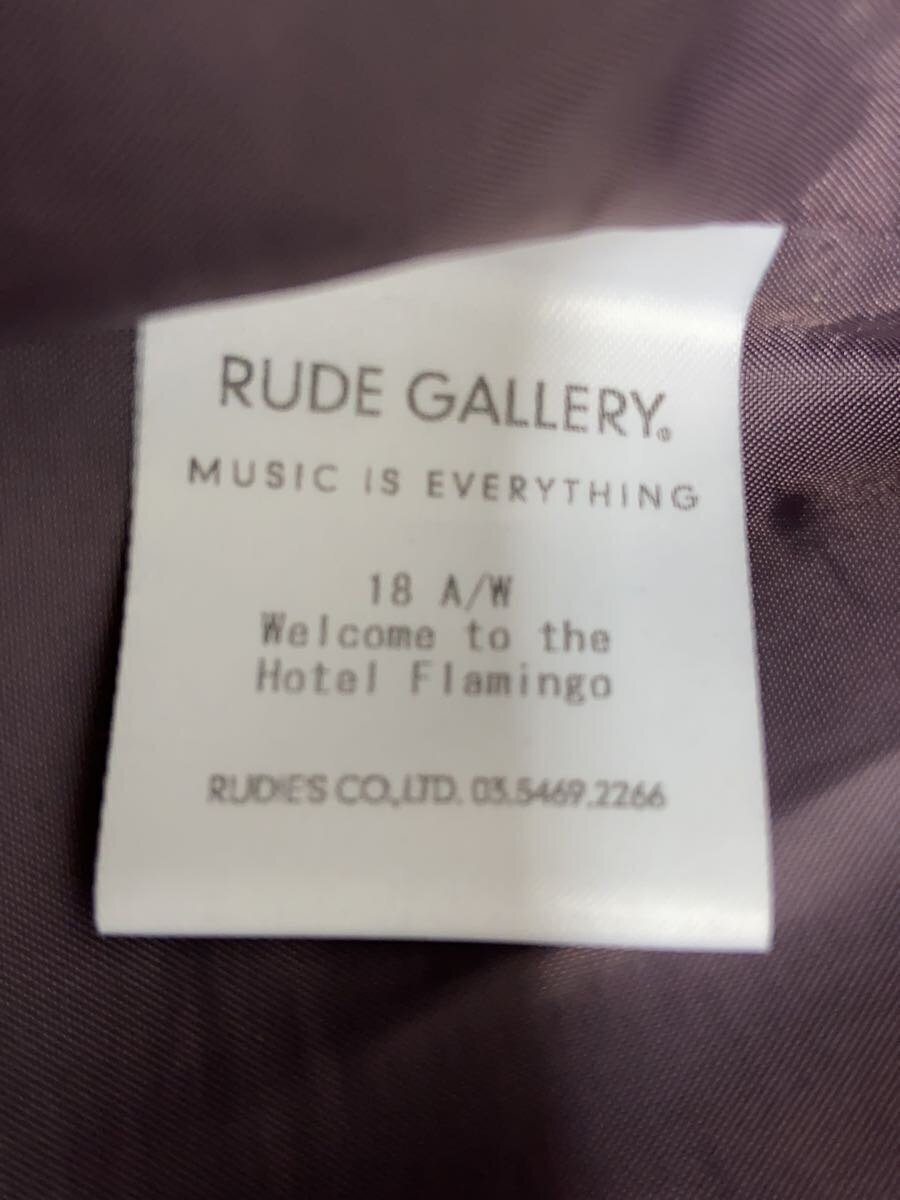 RUDE GALLERY®
MUSIC IS EVERYTHING
18 A/W
Welcome to the
Hotel Flamingo
RUDIES CO.,LTD. 03.5469.2266